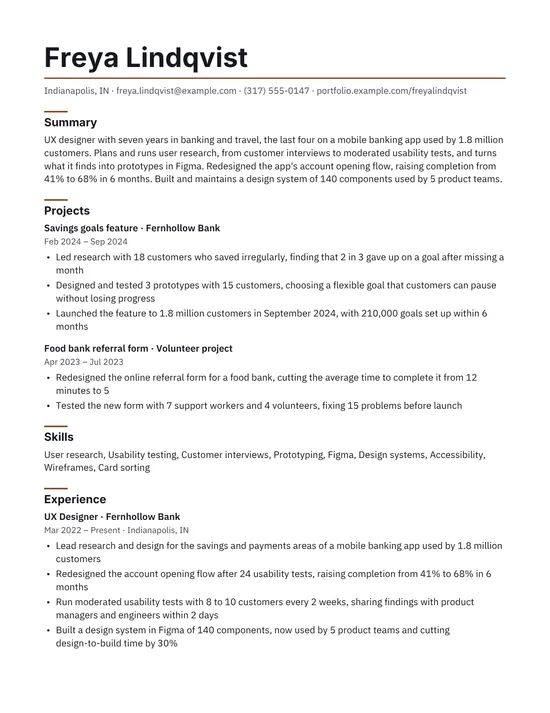 Freya Lindqvist
Indianapolis, IN · freya.lindqvist@example.com · (317) 555-0147 · portfolio.example.com/freyalindqvist
Summary
UX designer with seven years in banking and travel, the last four on a mobile banking app used by 1.8 million
customers. Plans and runs user research, from customer interviews to moderated usability tests, and turns
what it finds into prototypes in Figma. Redesigned the app's account opening flow, raising completion from
41% to 68% in 6 months. Built and maintains a design system of 140 components used by 5 product teams.
Projects
Savings goals feature · Fernhollow Bank
Feb 2024 – Sep 2024
• Led research with 18 customers who saved irregularly, finding that 2 in 3 gave up on a goal after missing a
month
• Designed and tested 3 prototypes with 15 customers, choosing a flexible goal that customers can pause
without losing progress
• Launched the feature to 1.8 million customers in September 2024, with 210,000 goals set up within 6
months
Food bank referral form · Volunteer project
Apr 2023 – Jul 2023
• Redesigned the online referral form for a food bank, cutting the average time to complete it from 12
minutes to 5
• Tested the new form with 7 support workers and 4 volunteers, fixing 15 problems before launch
Skills
User research, Usability testing, Customer interviews, Prototyping, Figma, Design systems, Accessibility,
Wireframes, Card sorting
Experience
UX Designer · Fernhollow Bank
Mar 2022 – Present · Indianapolis, IN
• Lead research and design for the savings and payments areas of a mobile banking app used by 1.8 million
customers
• Redesigned the account opening flow after 24 usability tests, raising completion from 41% to 68% in 6
months
• Run moderated usability tests with 8 to 10 customers every 2 weeks, sharing findings with product
managers and engineers within 2 days
• Built a design system in Figma of 140 components, now used by 5 product teams and cutting
design-to-build time by 30%